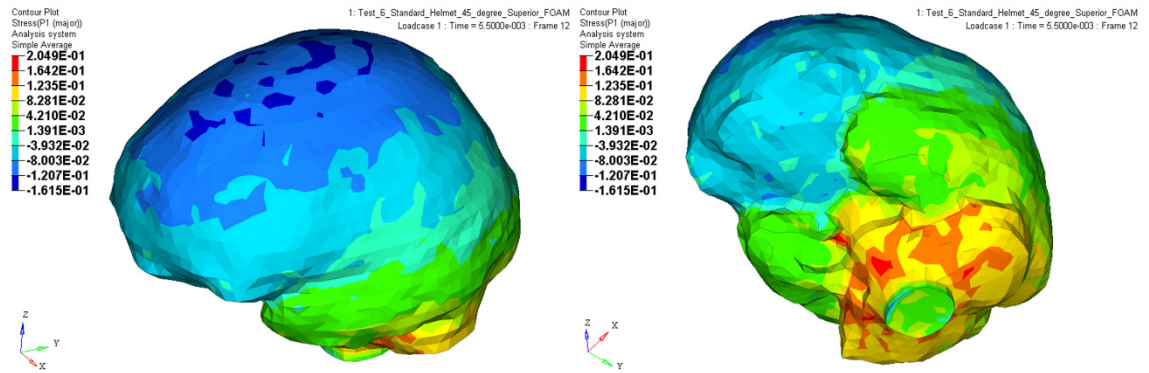 Contour Plot
Stress(P1 (major))
Analysis system
Simple Average
2.049E-01
1.642E-01
1.235E-01
8.281E-02
4.210E-02
1.391E-03
-3.932E-02
-8.003E-02
-1.207E-01
-1.615E-01
1: Test_6_Standard_Helmet_45_degree_Superior_FOAM
Loadcase 1 : Time = 5.5000e-003 : Frame 12
Z
Y
X
Contour Plot
Stress(P1 (major))
Analysis system
Simple Average
2.049E-01
1.642E-01
1.235E-01
8.281E-02
4.210E-02
1.391E-03
-3.932E-02
-8.003E-02
-1.207E-01
-1.615E-01
1: Test_6_Standard_Helmet_45_degree_Superior_FOAM
Loadcase 1 : Time = 5.5000e-003 : Frame 12
Z
X
Y